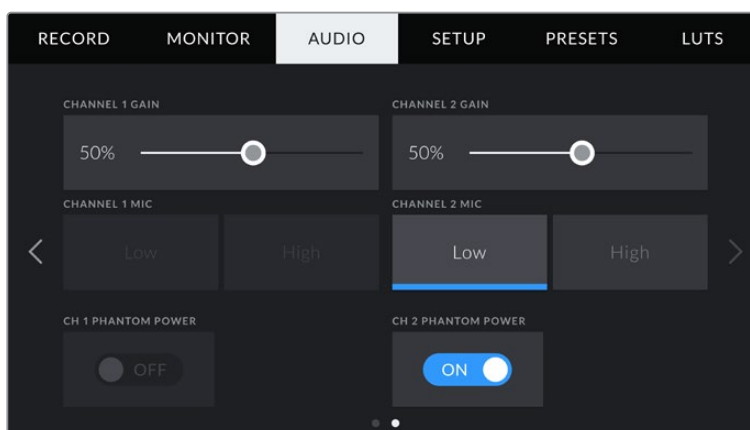 RECORD MONITOR AUDIO SETUP PRESETS LUTS
CHANNEL 1 GAIN CHANNEL 2 GAIN
50% 50%
CHANNEL 1 MIC CHANNEL 2 MIC
Low High Low High
CH 1 PHANTOM POWER CH 2 PHANTOM POWER
OFF ON